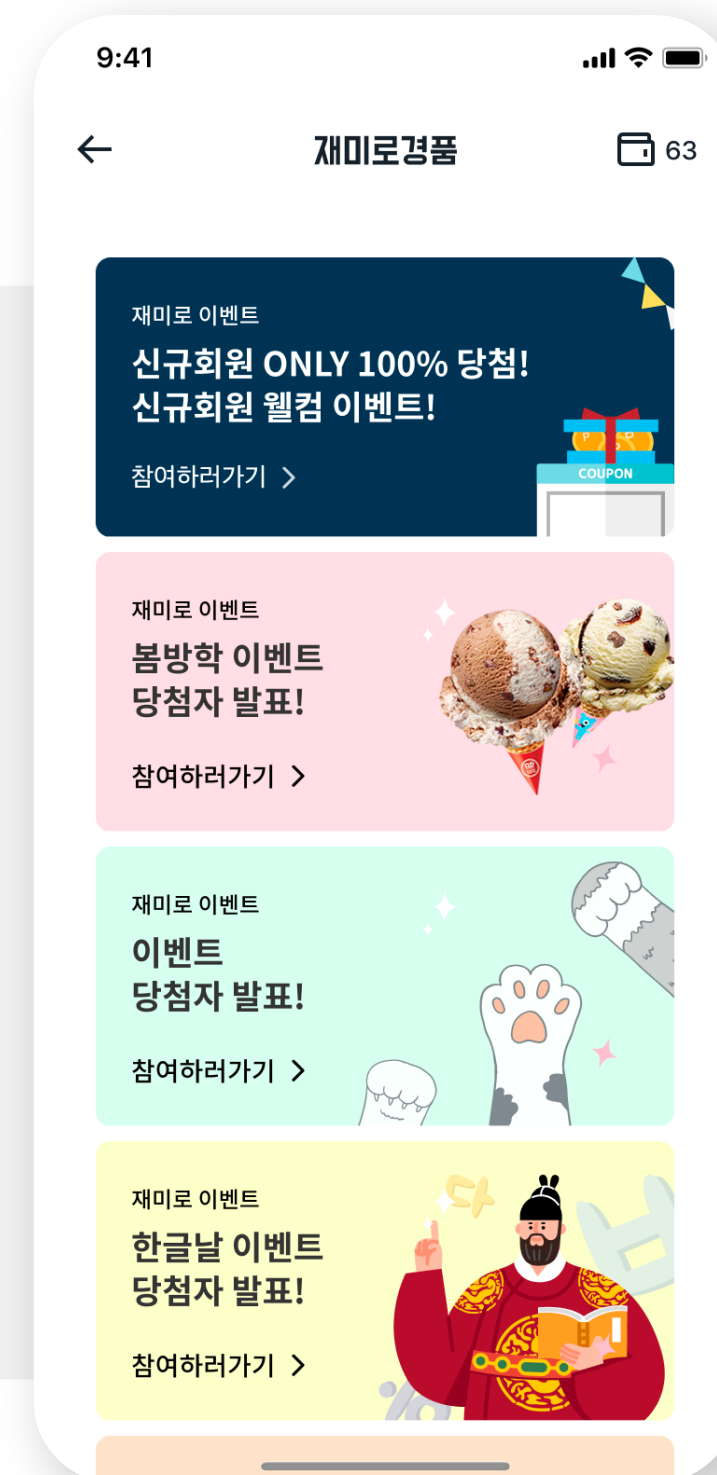 9:41
재미로경품
63
재미로 이벤트
신규회원 ONLY 100% 당첨!
신규회원 웰컴 이벤트!
참여하러가기
COUPON
재미로 이벤트
봄방학 이벤트
당첨자 발표!
참여하러가기
재미로 이벤트
이벤트
당첨자 발표!
참여하러가기
재미로 이벤트
한글날 이벤트
당첨자 발표!
참여하러가기
다